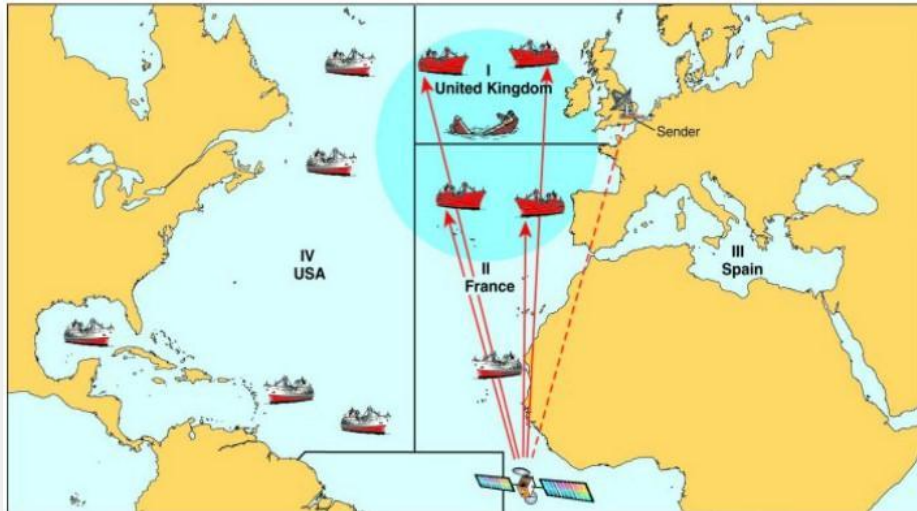 I
United Kingdom
Sender
II
France
III
Spain
IV
USA